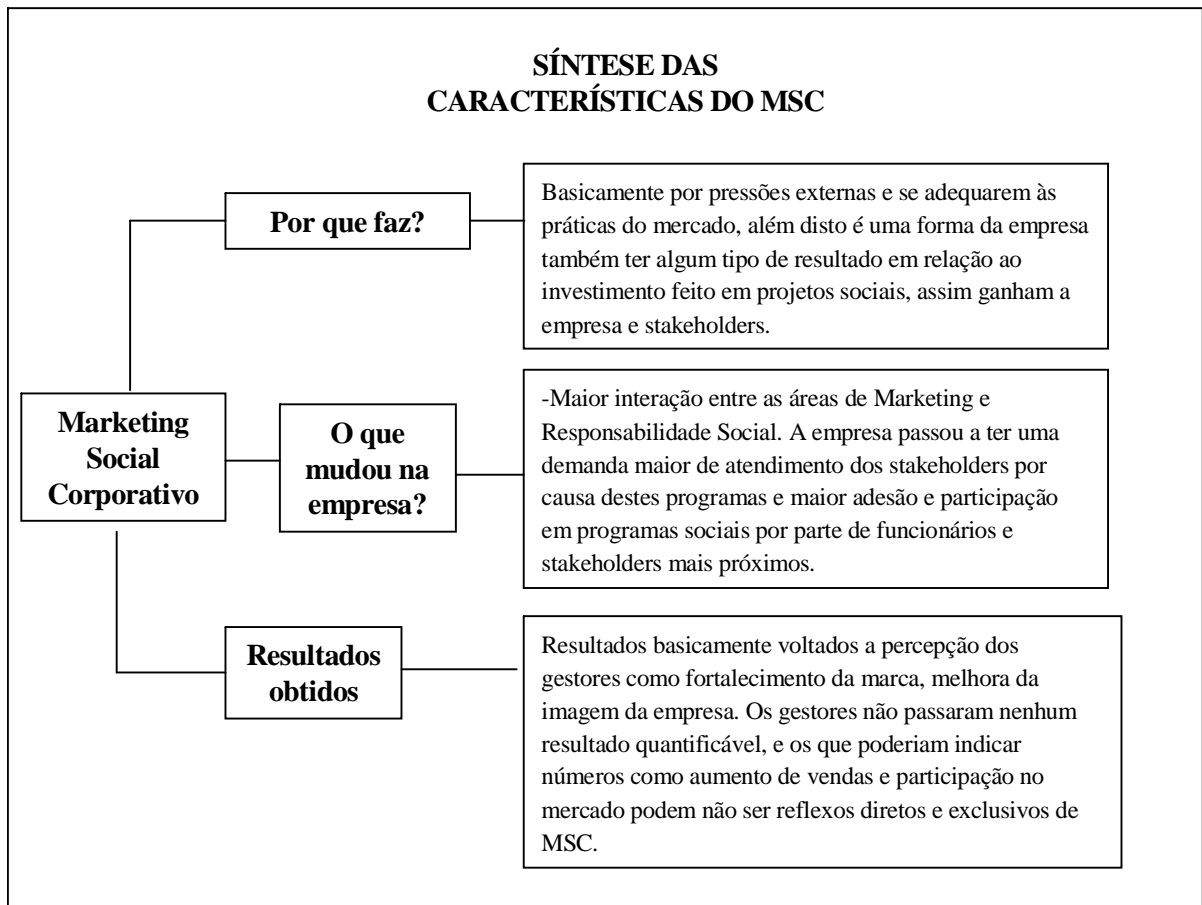 SÍNTESE DAS
CARACTERÍSTICAS DO MSC
Por que faz?
Basicamente por pressões externas e se adequarem às
práticas do mercado, além disto é uma forma da empresa
também ter algum tipo de resultado em relação ao
investimento feito em projetos sociais, assim ganham a
empresa e stakeholders.
Marketing
Social
Corporativo
O que
mudou na
empresa?
-Maior interação entre as áreas de Marketing e
Responsabilidade Social. A empresa passou a ter uma
demanda maior de atendimento dos stakeholders por
causa destes programas e maior adesão e participação
em programas sociais por parte de funcionários e
stakeholders mais próximos.
Resultados
obtidos
Resultados basicamente voltados a percepção dos
gestores como fortalecimento da marca, melhora da
imagem da empresa. Os gestores não passaram nenhum
resultado quantificável, e os que poderiam indicar
números como aumento de vendas e participação no
mercado podem não ser reflexos diretos e exclusivos de
MSC.